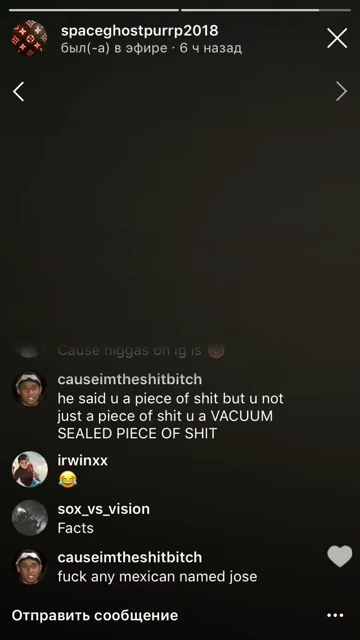 spaceghostpurrp2018
был(-а) в эфире · 6 ч назад
Cause niggas on ig is 🤡
causeimtheshitbitch
he said u a piece of shit but u not
just a piece of shit u a VACUUM
SEALED PIECE OF SHIT
irwinxx
😂
sox_vs_vision
Facts
causeimtheshitbitch
fuck any mexican named jose
Отправить сообщение